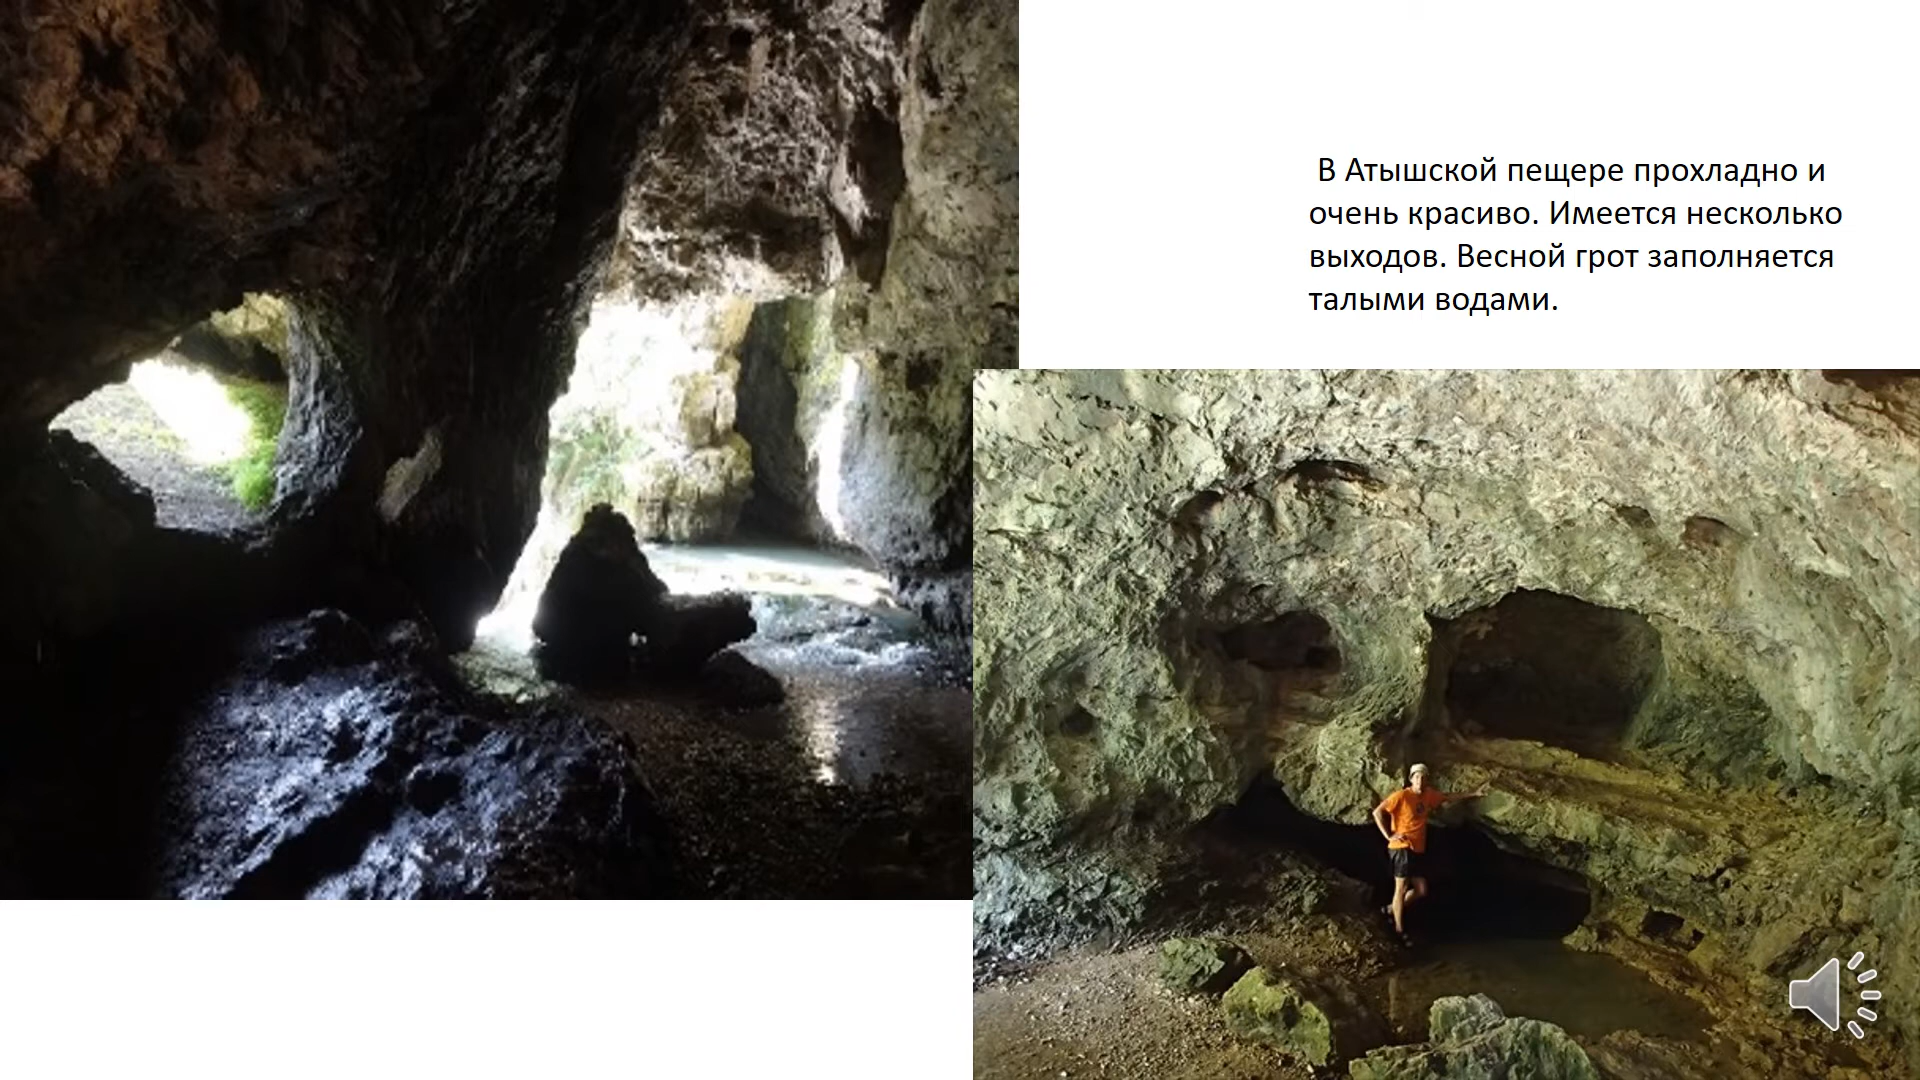 В Атышской пещере прохладно и
очень красиво. Имеется несколько
выходов. Весной грот заполняется
талыми водами.